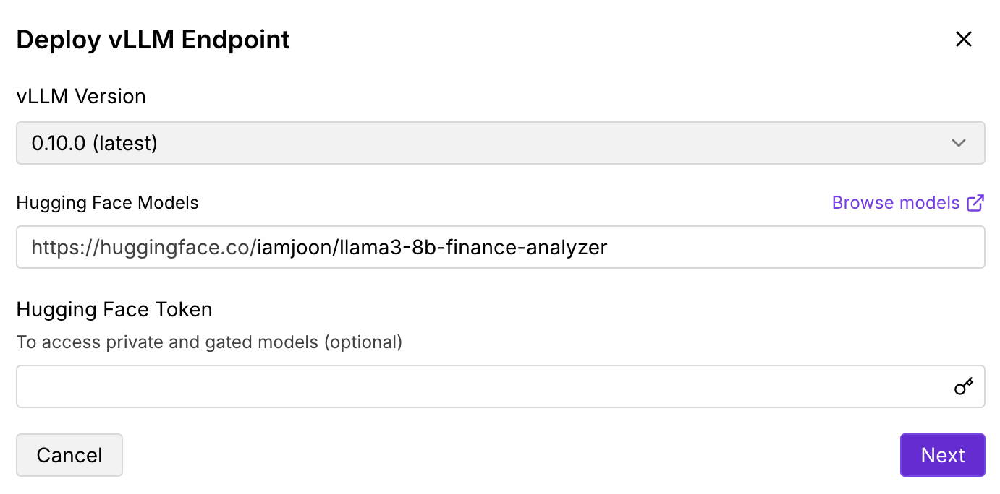 Deploy vLLM Endpoint
vLLM Version
0.10.0 (latest)
Hugging Face Models
Browse models
https://huggingface.co/iamjoon/llama3-8b-finance-analyzer
Hugging Face Token
To access private and gated models (optional)
Cancel
Next